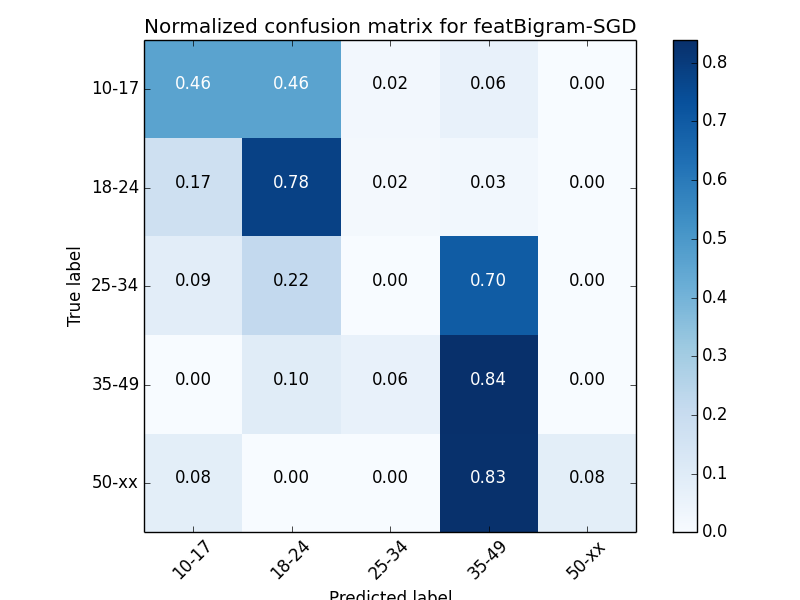 Normalized confusion matrix for featBigram-SGD
10-17 0.46 0.46 0.02 0.06 0.00
18-24 0.17 0.78 0.02 0.03 0.00
25-34 0.09 0.22 0.00 0.70 0.00
35-49 0.00 0.10 0.06 0.84 0.00
50-xx 0.08 0.00 0.00 0.83 0.08
True label
10-17 18-24 25-34 35-49 50-xx
Predicted label
0.8
0.7
0.6
0.5
0.4
0.3
0.2
0.1
0.0